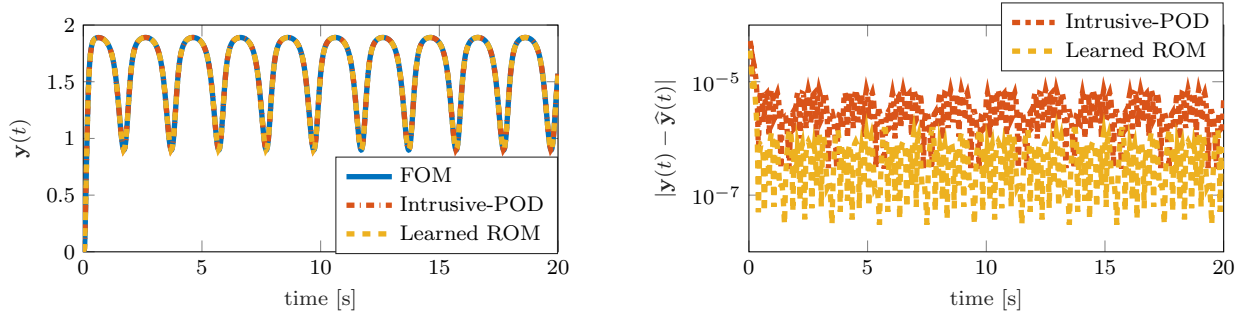 2
1.5
1
0.5
0
y(t)
FOM
Intrusive-POD
Learned ROM
0 5 10 15 20
time [s]
Intrusive-POD
Learned ROM
10⁻⁵
10⁻⁷
|y(t) − ŷ(t)|
0 5 10 15 20
time [s]